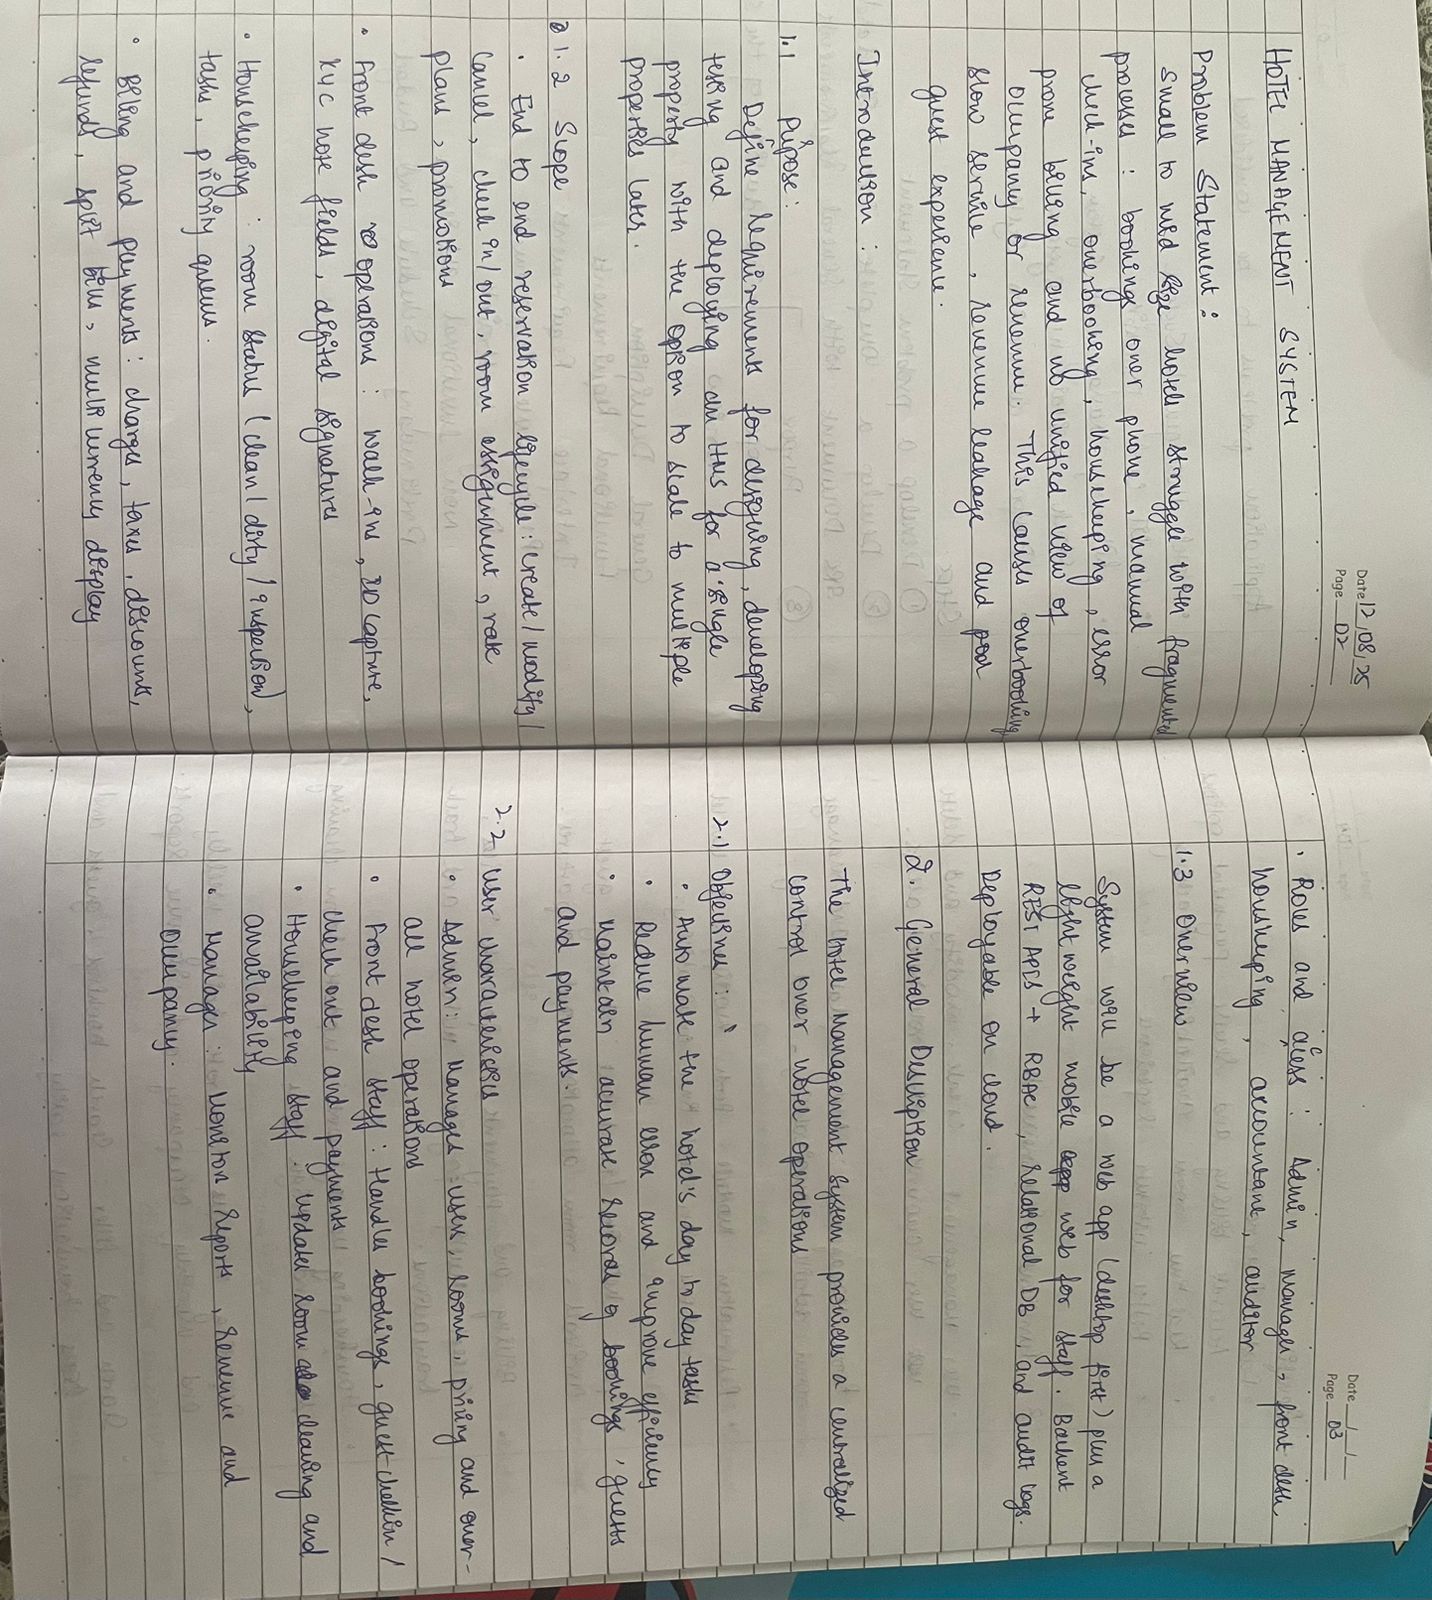 Date 12/08/25
Page 02
HOTEL MANAGEMENT SYSTEM
Problem Statement:
Small to mid size hotels struggle with fragmented
processes: bookings over phone, manual
check-ins, overbooking, housekeeping, error
prone billing and no unified view of
occupancy or revenue. This causes overbooking
slow service, revenue leakage and poor
guest experience.
Introduction:
1.1 Purpose:
Define requirements for designing, developing
testing and deploying an HMS for a single
property with the option to scale to multiple
properties later.
1.2 Scope
• End to end reservation lifecycle: create/modify/
cancel, check in/out, room assignment, rate
plans, promotions
• Front desk operations: walk-ins, ID capture,
KYC note fields, digital signatures
• Housekeeping: room status (clean/dirty/inspection),
tasks, priority queues.
• Billing and payments: charges, taxes, discounts,
refunds, split bills, multi currency display
Date __/__/__
Page 03
• Roles and access: Admin, manager, front desk
housekeeping, accountant, auditor
1.3 Overview
System will be a web app (desktop first) plus a
lightweight mobile web for staff. Backend
REST APIs + RBAC, Relational DB, and audit logs.
Deployable on cloud.
2. General Description
The Hotel Management System provides a centralized
control over hotel operations
2.1 Objectives:
• Automate the hotel's day to day tasks
• Reduce human error and improve efficiency
• Maintain accurate records of bookings, guests
and payments.
2.2 User characteristics
• Admin: Manages users, rooms, pricing and over-
all hotel operations
• Front desk staff: Handles bookings, guest checkin/
check out and payments
• Housekeeping staff: updates room cleaning and
availability
• Manager: Monitor reports, revenue and
occupancy.